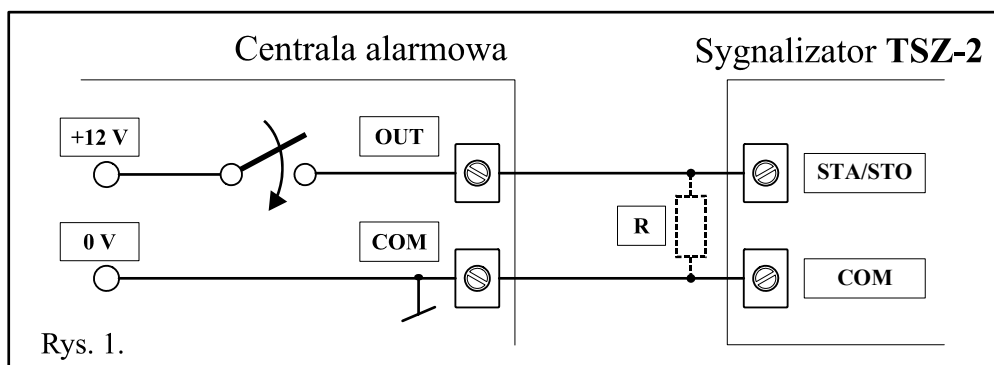 Centrala alarmowa
Sygnalizator TSZ-2
+12 V
OUT
STA/STO
R
0 V
COM
COM
Rys. 1.